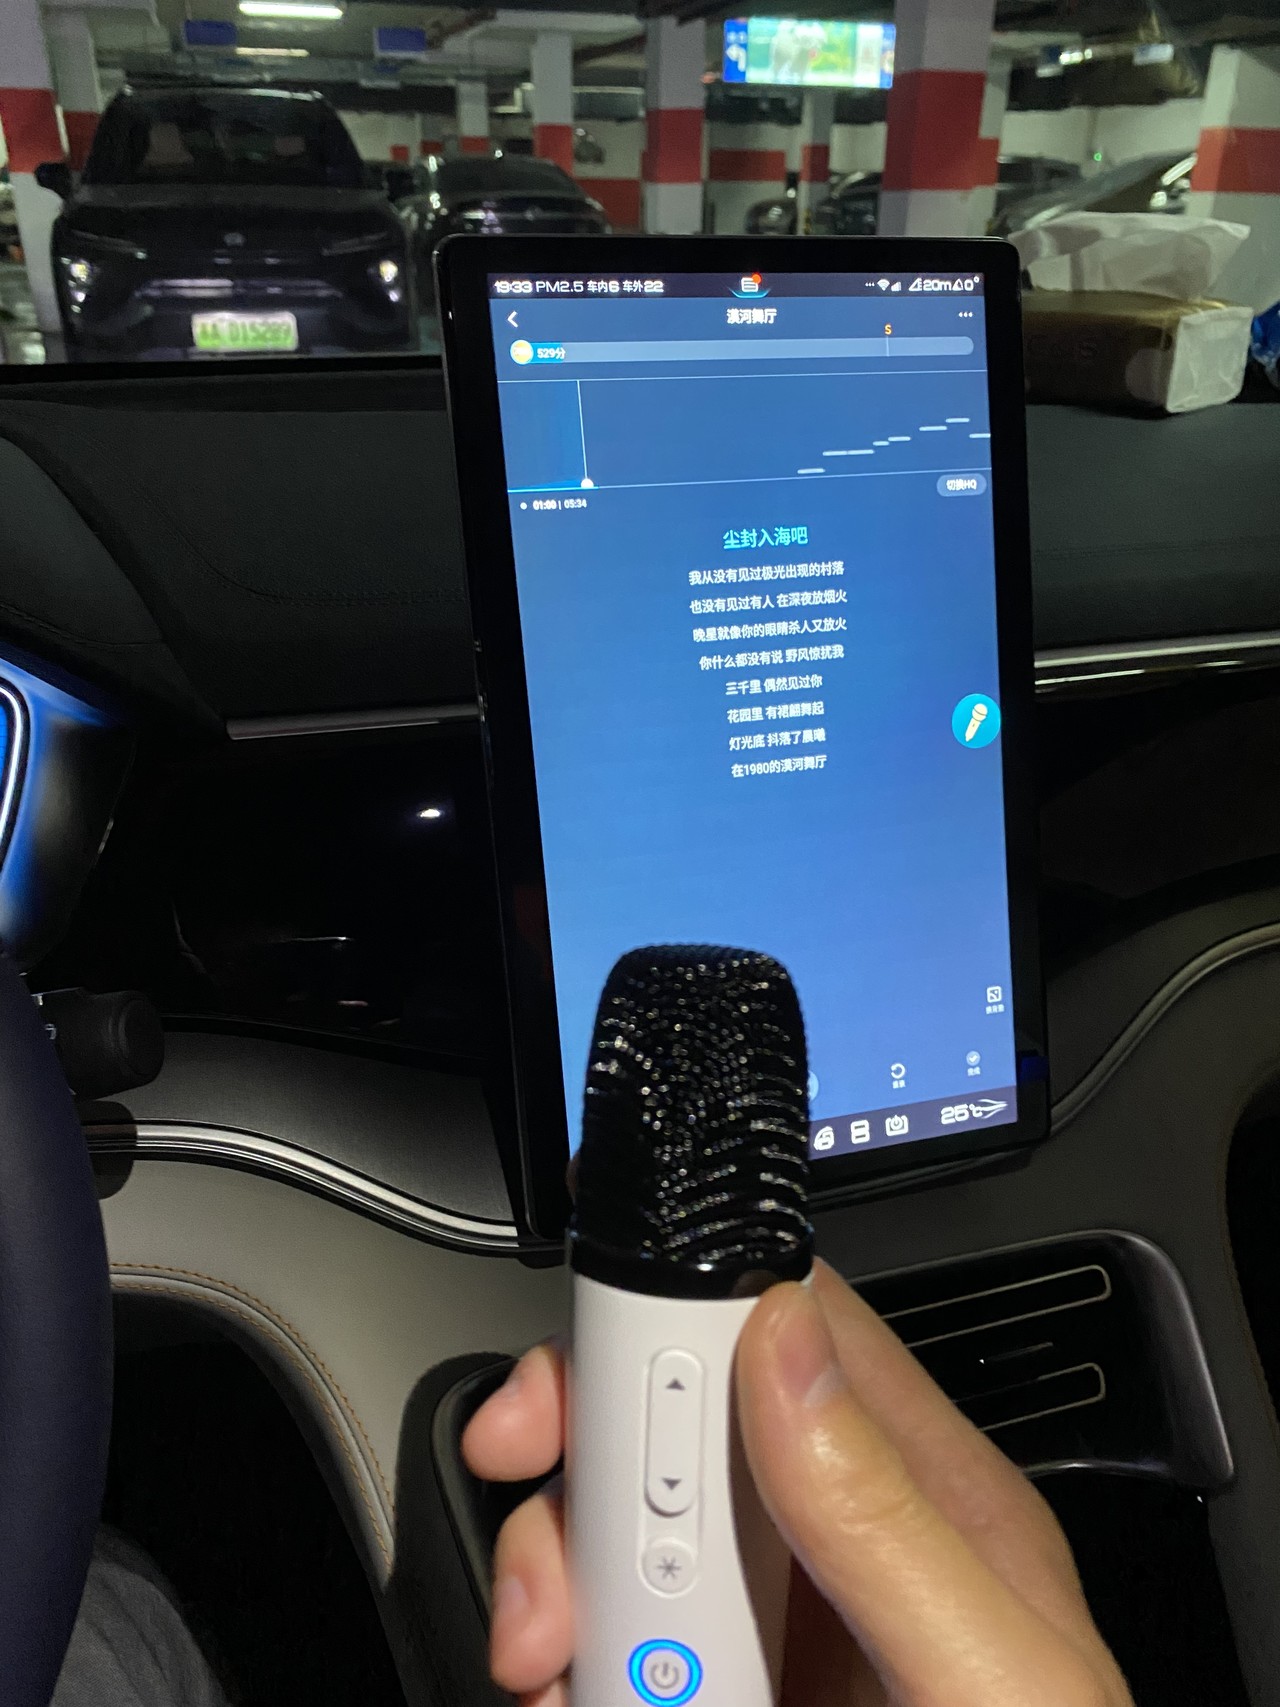 19:33 PM2.5 车内6 车外22
20m 0°
漠河舞厅
S
529分
切换HQ
01:00 | 05:34
尘封入海吧
我从没有见过极光出现的村落
也没有见过有人 在深夜放烟火
晚星就像你的眼睛杀人又放火
你什么都没有说 野风惊扰我
三千里 偶然见过你
花园里 有裙翩舞起
灯光底 抖落了晨曦
在1980的漠河舞厅
完成
25℃